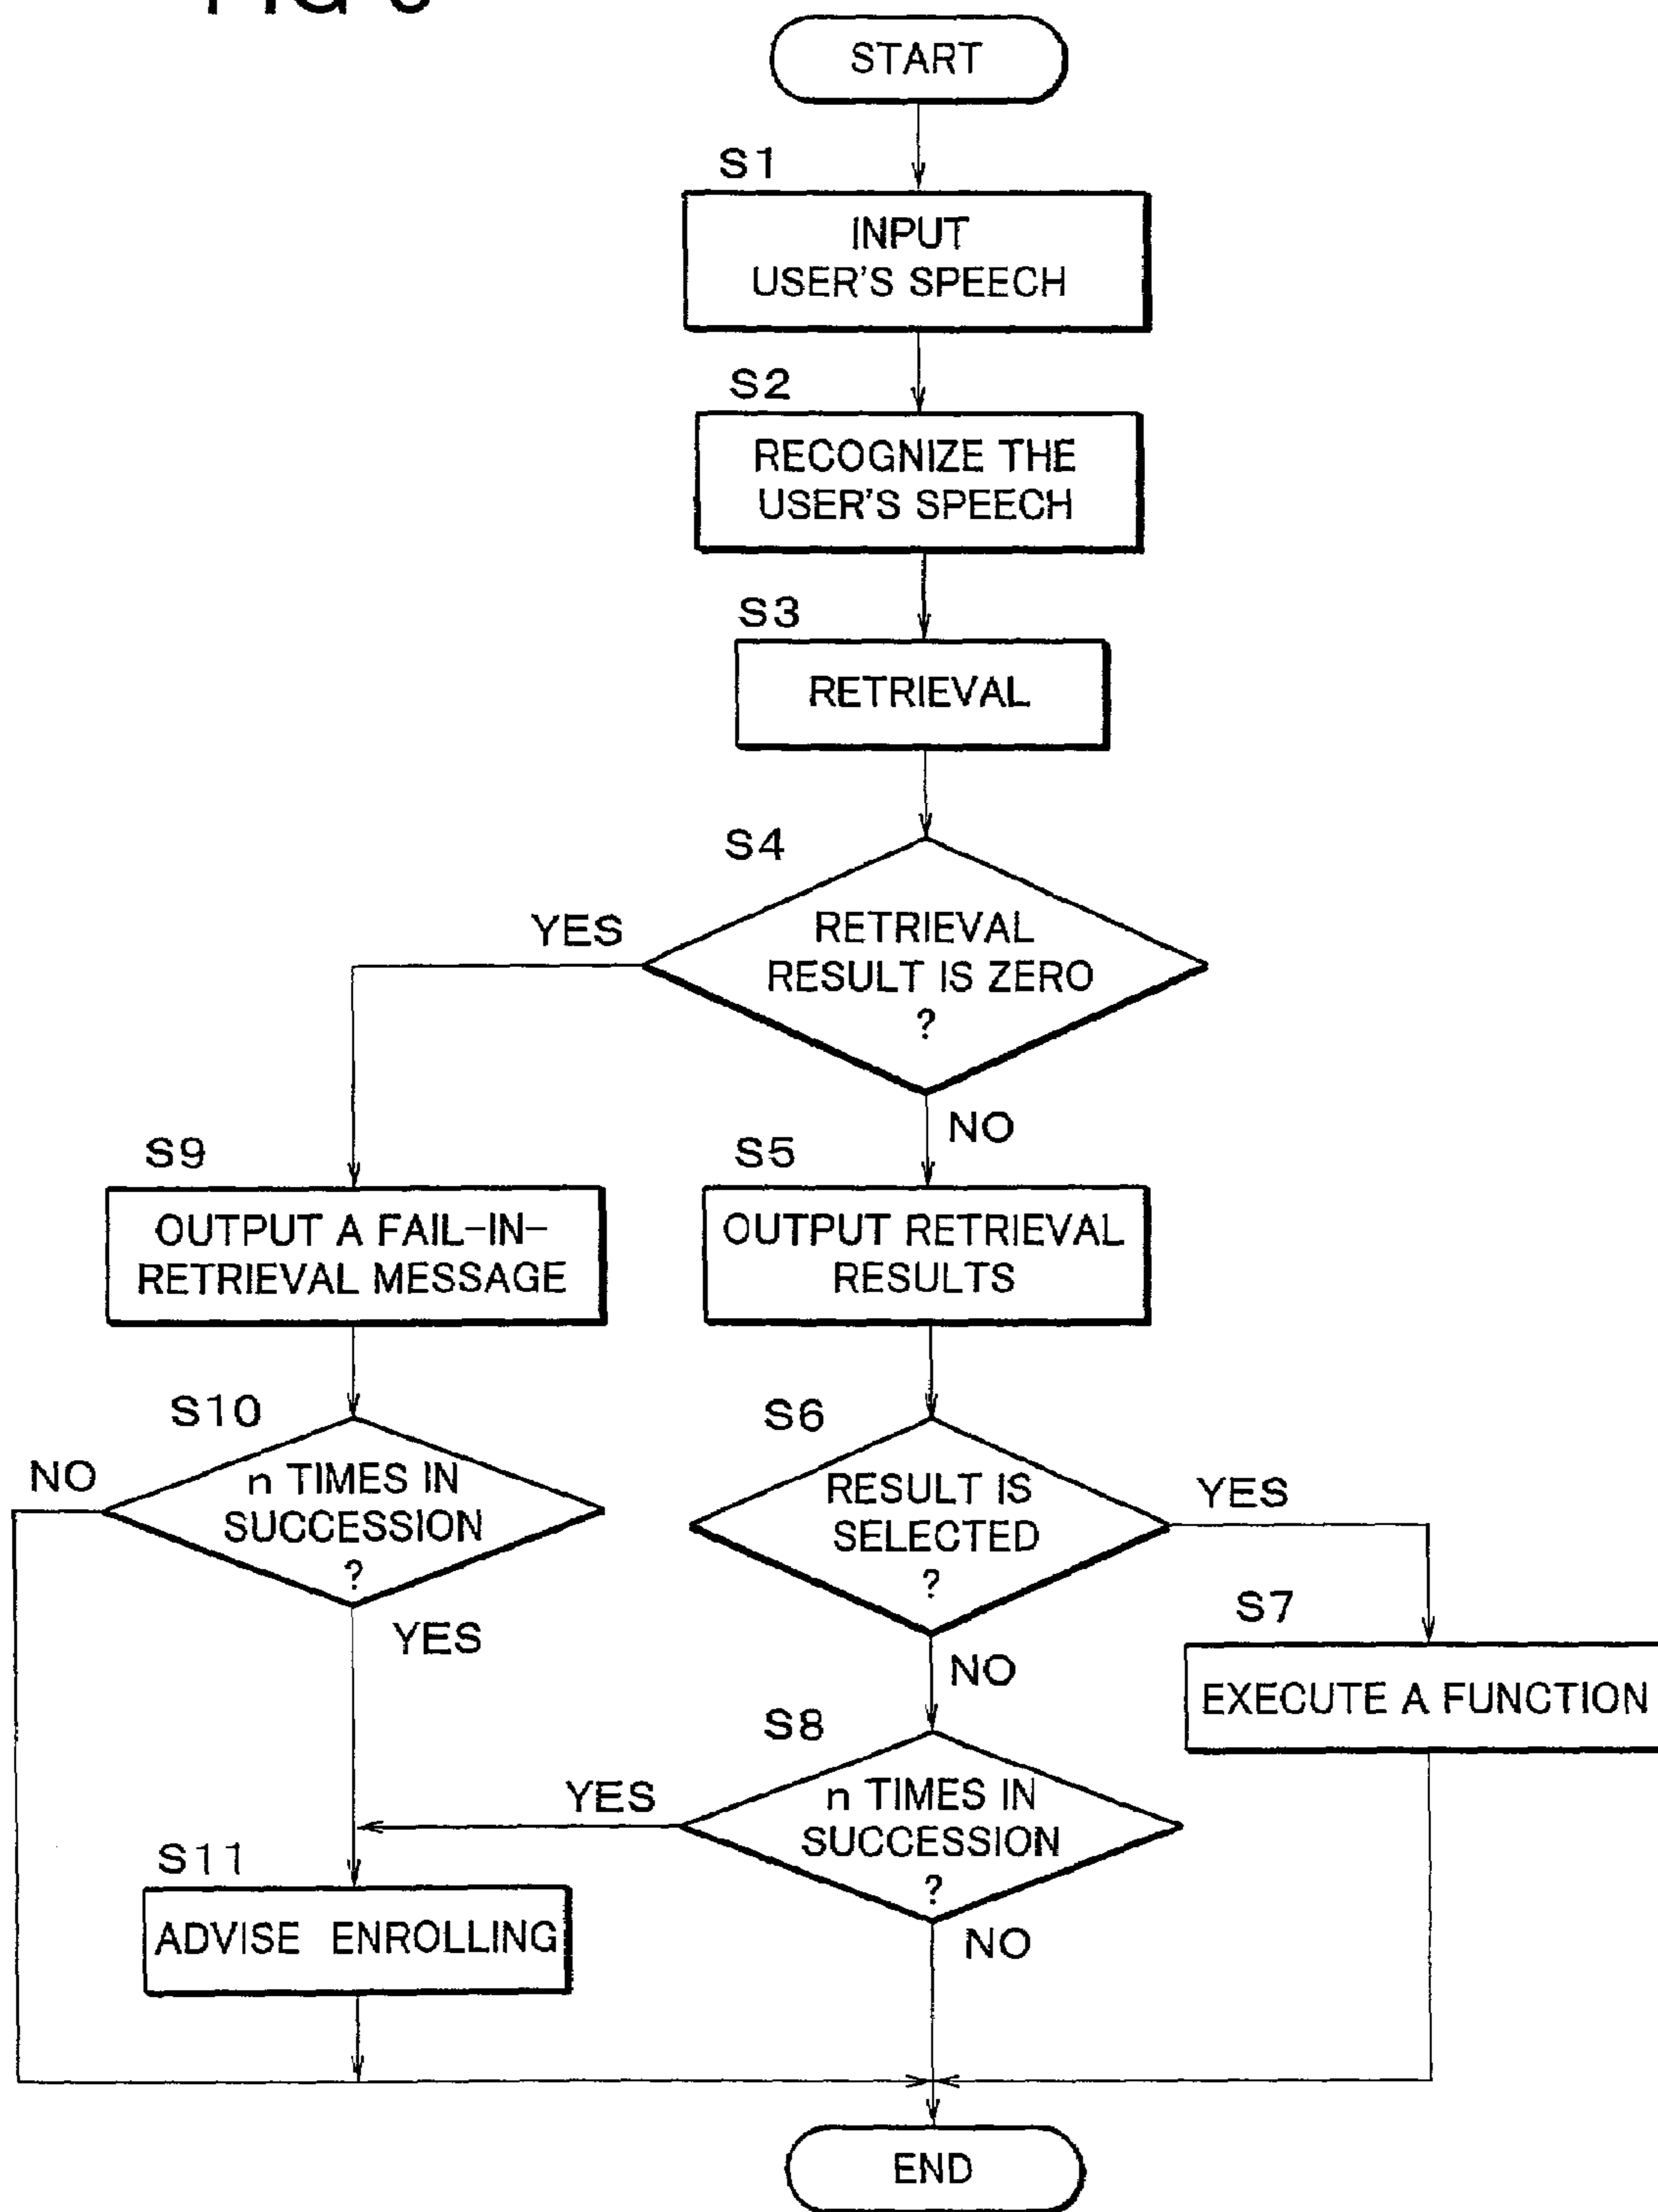 START
S1
INPUT
USER'S SPEECH
S2
RECOGNIZE THE
USER'S SPEECH
S3
RETRIEVAL
S4
RETRIEVAL
RESULT IS ZERO
?
YES
NO
S9
OUTPUT A FAIL-IN-
RETRIEVAL MESSAGE
S5
OUTPUT RETRIEVAL
RESULTS
S10
n TIMES IN
SUCCESSION
?
NO
YES
S6
RESULT IS
SELECTED
?
YES
NO
S7
EXECUTE A FUNCTION
S8
n TIMES IN
SUCCESSION
?
YES
NO
S11
ADVISE ENROLLING
END